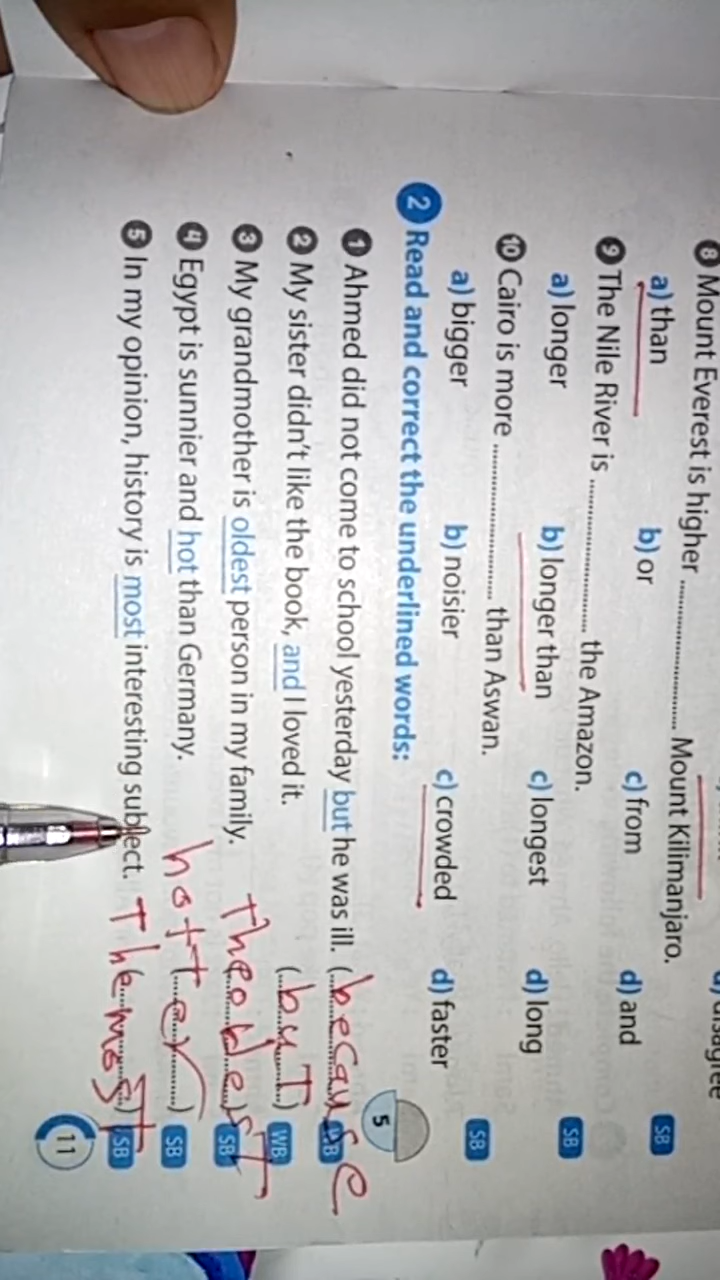 8 Mount Everest is higher .................... Mount Kilimanjaro.
a) than b) or c) from d) and SB
9 The Nile River is .................... the Amazon.
a) longer b) longer than c) longest d) long SB
10 Cairo is more .................... than Aswan.
a) bigger b) noisier c) crowded d) faster SB
2 Read and correct the underlined words: 5
1 Ahmed did not come to school yesterday but he was ill. (because
2 My sister didn't like the book, and I loved it. (but) WB
3 My grandmother is oldest person in my family. The oldest SB
4 Egypt is sunnier and hot than Germany. hotter) SB
5 In my opinion, history is most interesting subject. The most) SB
11